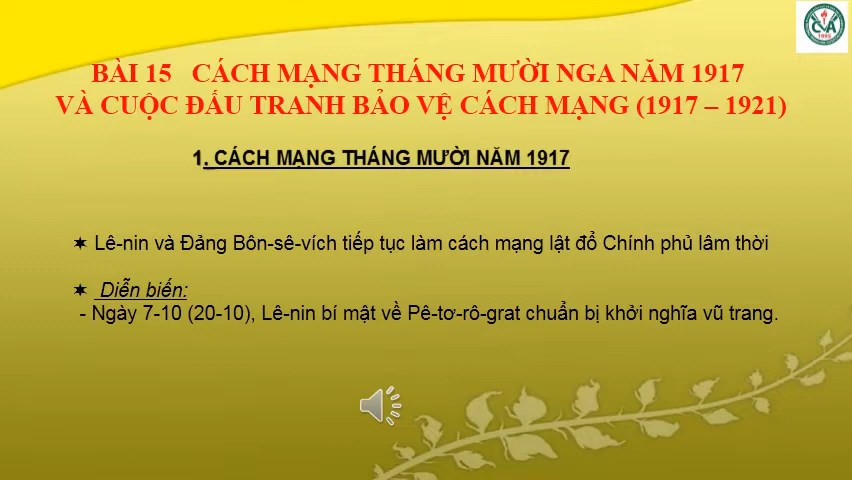 BÀI 15 CÁCH MẠNG THÁNG MƯỜI NGA NĂM 1917
VÀ CUỘC ĐẤU TRANH BẢO VỆ CÁCH MẠNG (1917 – 1921)
1. CÁCH MẠNG THÁNG MƯỜI NĂM 1917
✶ Lê-nin và Đảng Bôn-sê-vích tiếp tục làm cách mạng lật đổ Chính phủ lâm thời
✶ Diễn biến:
- Ngày 7-10 (20-10), Lê-nin bí mật về Pê-tơ-rô-grat chuẩn bị khởi nghĩa vũ trang.